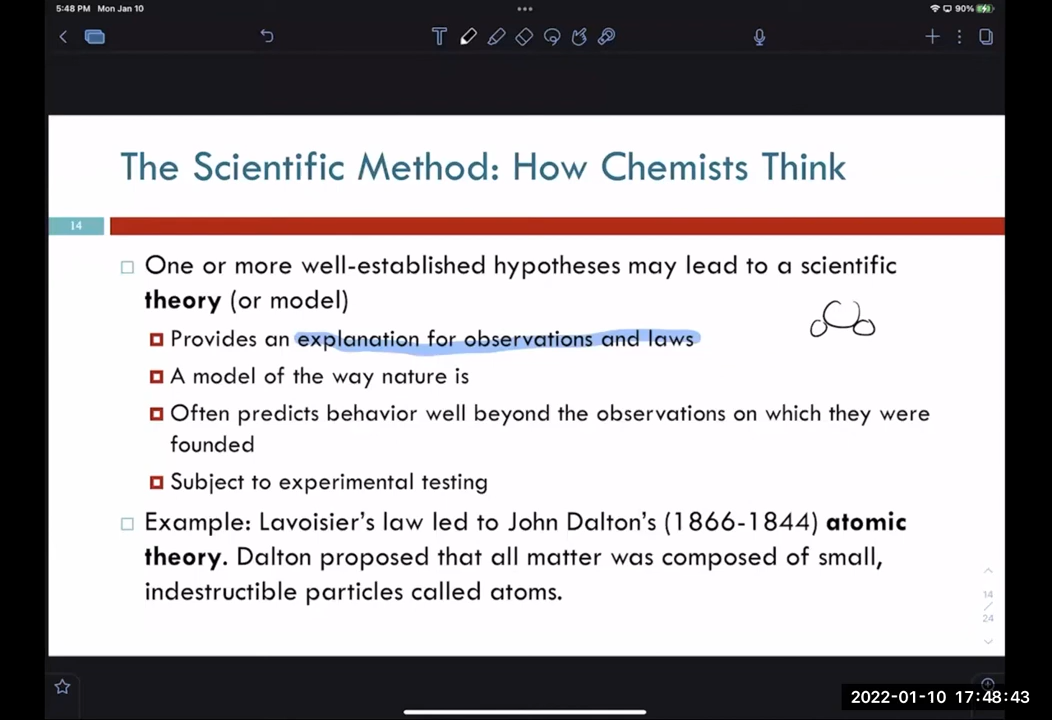 5:48 PM Mon Jan 10
90%
The Scientific Method: How Chemists Think
14
One or more well-established hypotheses may lead to a scientific
theory (or model)
Provides an explanation for observations and laws
A model of the way nature is
Often predicts behavior well beyond the observations on which they were
founded
Subject to experimental testing
Example: Lavoisier's law led to John Dalton's (1866-1844) atomic
theory. Dalton proposed that all matter was composed of small,
indestructible particles called atoms.
14
/
24
2022-01-10 17:48:43